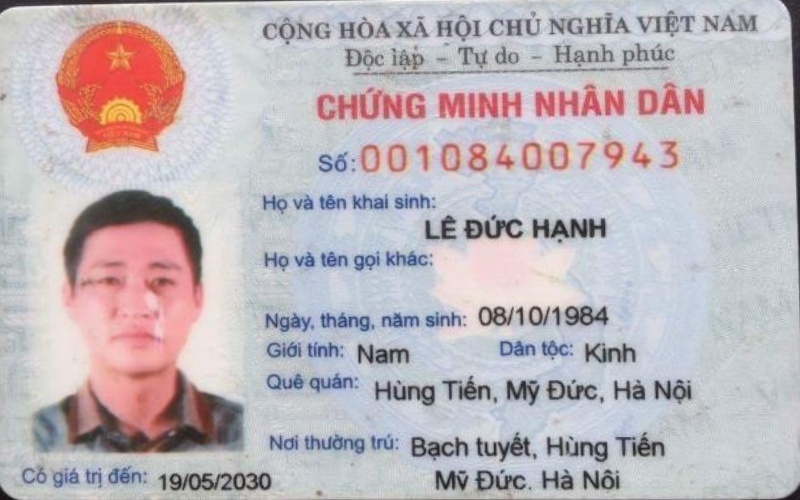 CỘNG HÒA XÃ HỘI CHỦ NGHĨA VIỆT NAM
Độc lập - Tự do - Hạnh phúc
CHỨNG MINH NHÂN DÂN
Số: 001084007943
Họ và tên khai sinh:
LÊ ĐỨC HẠNH
Họ và tên gọi khác:
Ngày, tháng, năm sinh: 08/10/1984
Giới tính: Nam Dân tộc: Kinh
Quê quán: Hùng Tiến, Mỹ Đức, Hà Nội
Nơi thường trú: Bạch tuyết, Hùng Tiến
Mỹ Đức. Hà Nội
Có giá trị đến: 19/05/2030